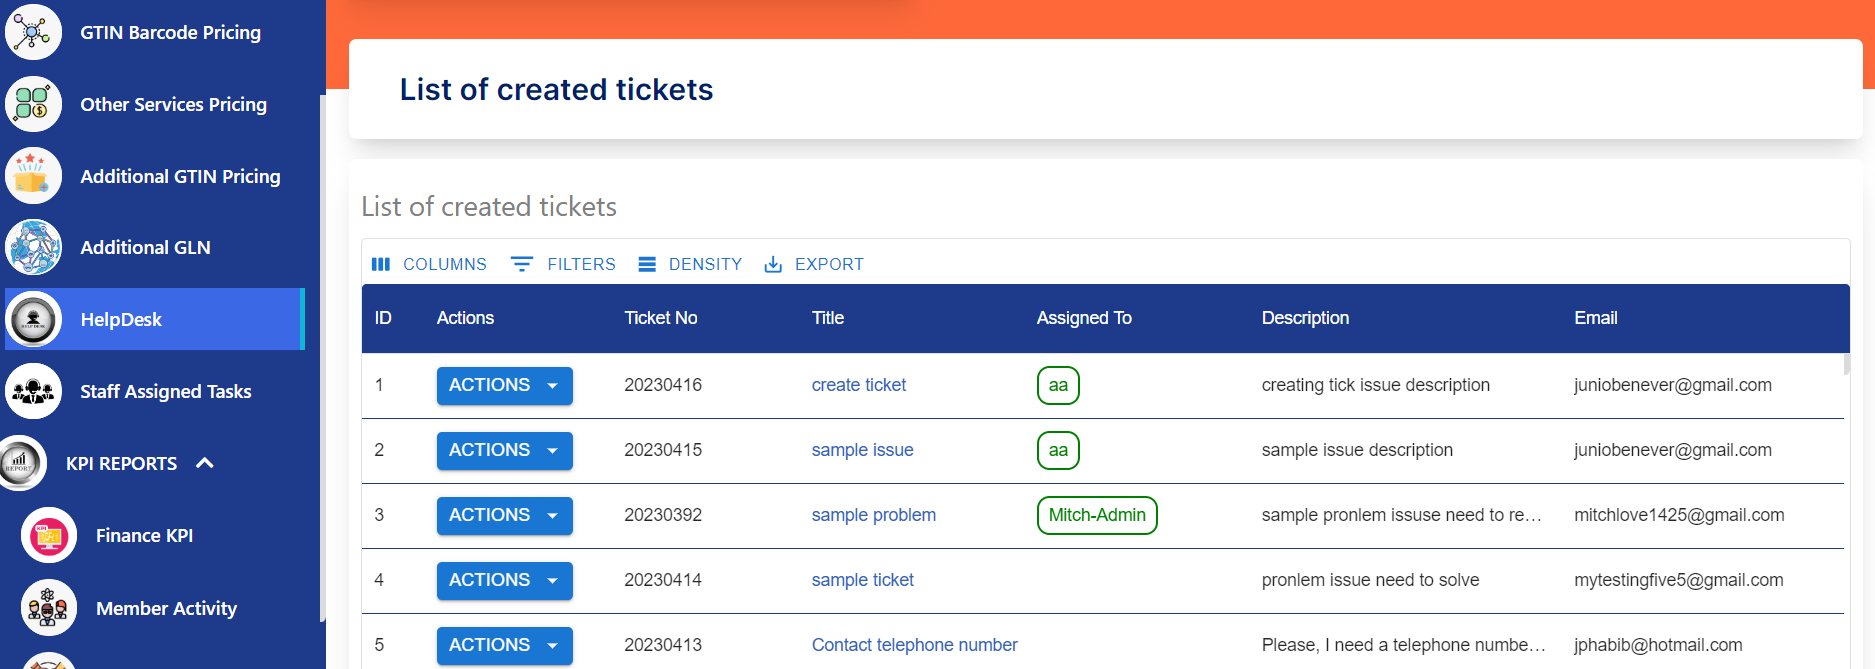 GTIN Barcode Pricing
Other Services Pricing
Additional GTIN Pricing
Additional GLN
HelpDesk
Staff Assigned Tasks
KPI REPORTS
REPORT
Finance KPI
Member Activity
List of created tickets
List of created tickets
COLUMNS FILTERS DENSITY EXPORT
ID Actions Ticket No Title Assigned To Description Email
1 ACTIONS 20230416 create ticket aa creating tick issue description juniobenever@gmail.com
2 ACTIONS 20230415 sample issue aa sample issue description juniobenever@gmail.com
3 ACTIONS 20230392 sample problem Mitch-Admin sample pronlem issuse need to re... mitchlove1425@gmail.com
4 ACTIONS 20230414 sample ticket pronlem issue need to solve mytestingfive5@gmail.com
5 ACTIONS 20230413 Contact telephone number Please, I need a telephone numbe... jphabib@hotmail.com